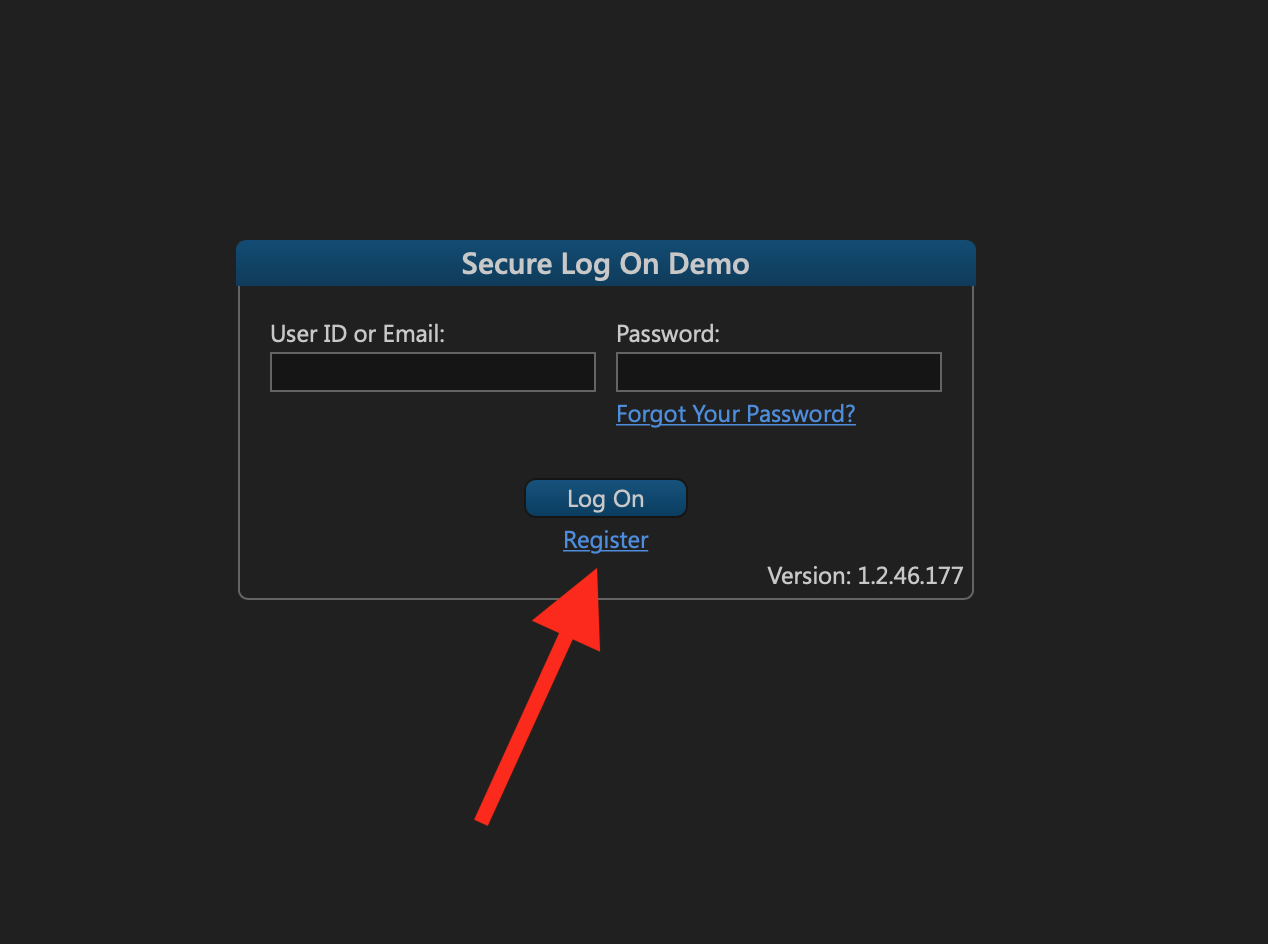 Secure Log On Demo
User ID or Email:
Password:
Forgot Your Password?
Log On
Register
Version: 1.2.46.177